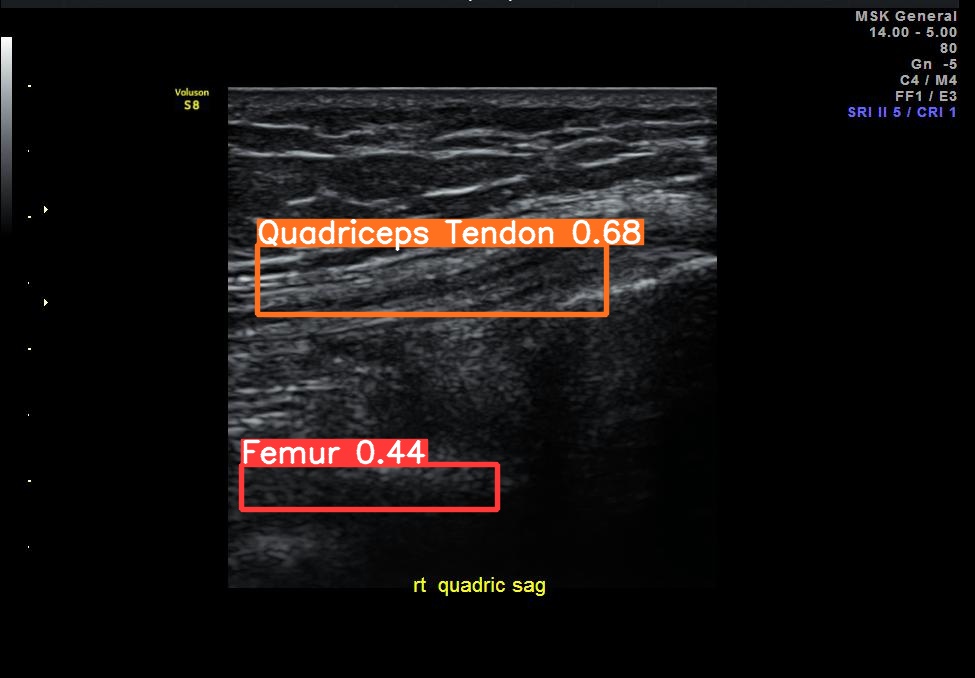 MSK General
14.00 - 5.00
80
Gn -5
C4 / M4
FF1 / E3
SRI II 5 / CRI 1
Voluson
S8
Quadriceps Tendon 0.68
Femur 0.44
rt quadric sag